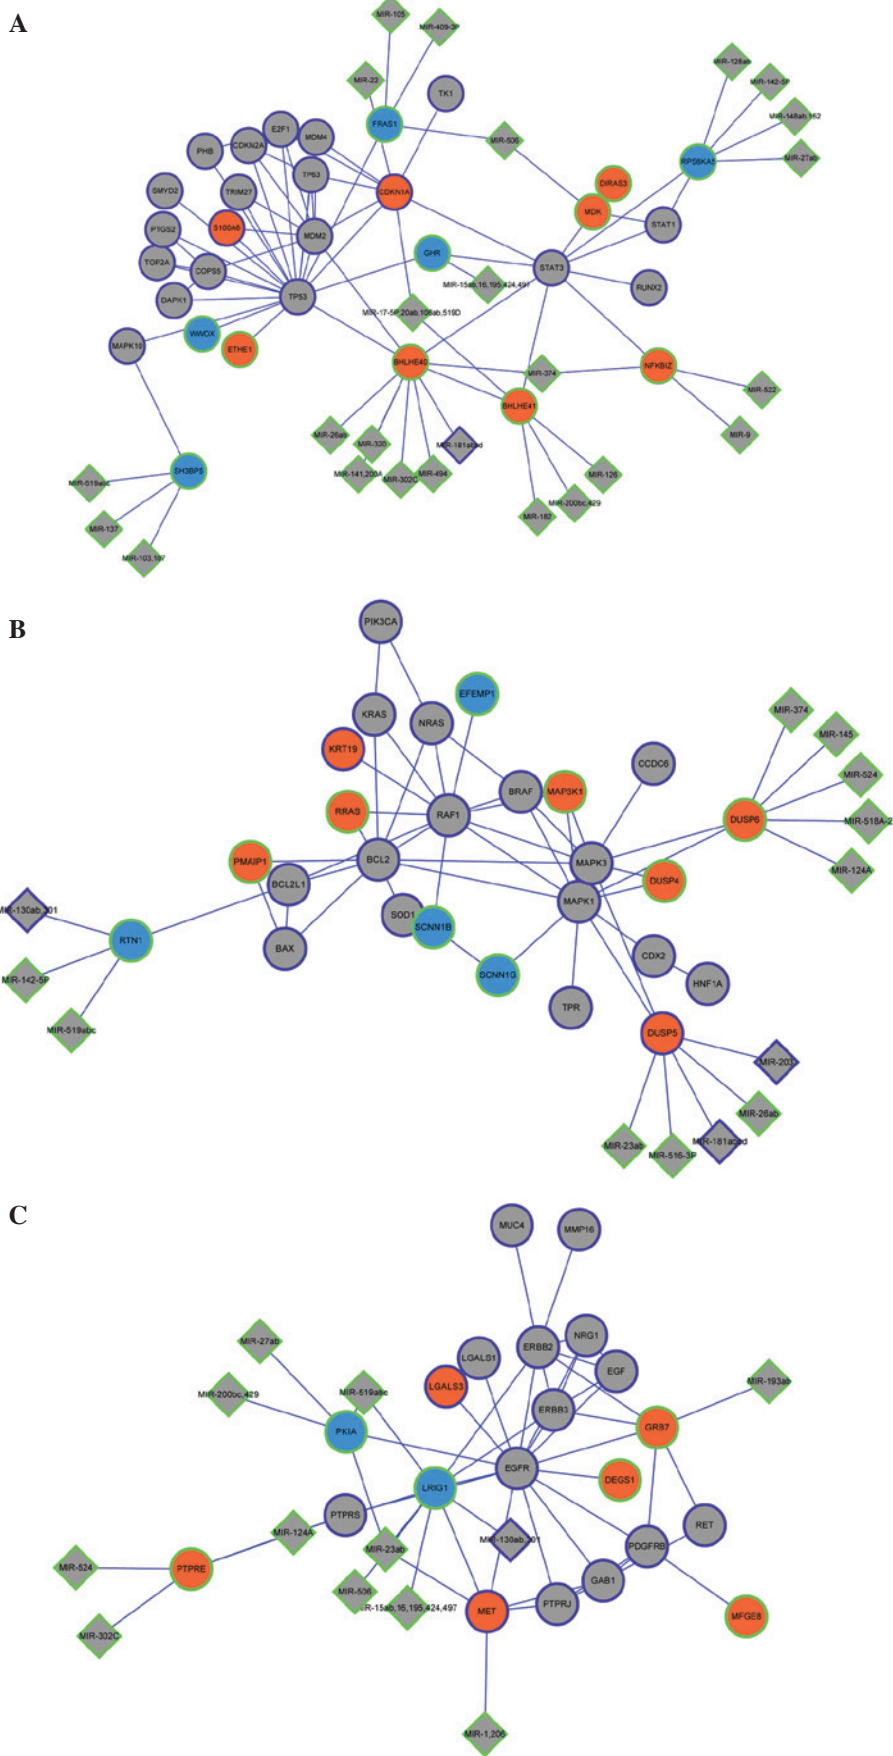 A
MIR-105
MIR-409-3P
MIR-22
TK1
FRAS1
MIR-506
MIR-128ab
MIR-142-5P
MIR-148ab,152
MIR-27ab
RPS6KA5
E2F1
MDM4
CDKN2A
PHB
TP63
SMYD2
TRIM27
CDKN1A
DIRAS3
MDK
S100A6
STAT1
PTGS2
MDM2
GHR
TOP2A
COPS5
STAT3
MIR-15ab,16,195,424,497
RUNX2
DAPK1
TP53
MIR-17-5P,20ab,106ab,519D
WWOX
MAPK10
ETHE1
BHLHE40
MIR-374
NFKBIZ
MIR-522
BHLHE41
MIR-9
MIR-26ab
MIR-320
MIR-181abcd
SH3BP5
MIR-141,200A
MIR-302C
MIR-494
MIR-126
MIR-519abc
MIR-200bc,429
MIR-182
MIR-137
MIR-103,107
B
PIK3CA
EFEMP1
KRAS
NRAS
MIR-374
MIR-145
KRT19
CCDC6
MIR-524
BRAF
MAP3K1
RRAS
RAF1
DUSP6
MIR-518A-2
PMAIP1
BCL2
MAPK3
MIR-124A
BCL2L1
DUSP4
MIR-130ab,301
MAPK1
SOD1
SCNN1B
RTN1
BAX
CDX2
MIR-142-5P
SCNN1G
HNF1A
TPR
MIR-519abc
DUSP5
MIR-203
MIR-26ab
MIR-23ab
MIR-516-3P
MIR-181abcd
C
MUC4
MMP16
MIR-27ab
ERBB2
NRG1
LGALS1
EGF
LGALS3
MIR-200bc,429
MIR-519abc
MIR-193ab
ERBB3
PKIA
GRB7
EGFR
DEGS1
LRIG1
PTPRS
RET
MIR-124A
MIR-130ab,301
MIR-23ab
PDGFRB
MIR-524
PTPRE
GAB1
MIR-506
R-15ab,16,195,424,497
MET
PTPRJ
MFGE8
MIR-302C
MIR-1,206